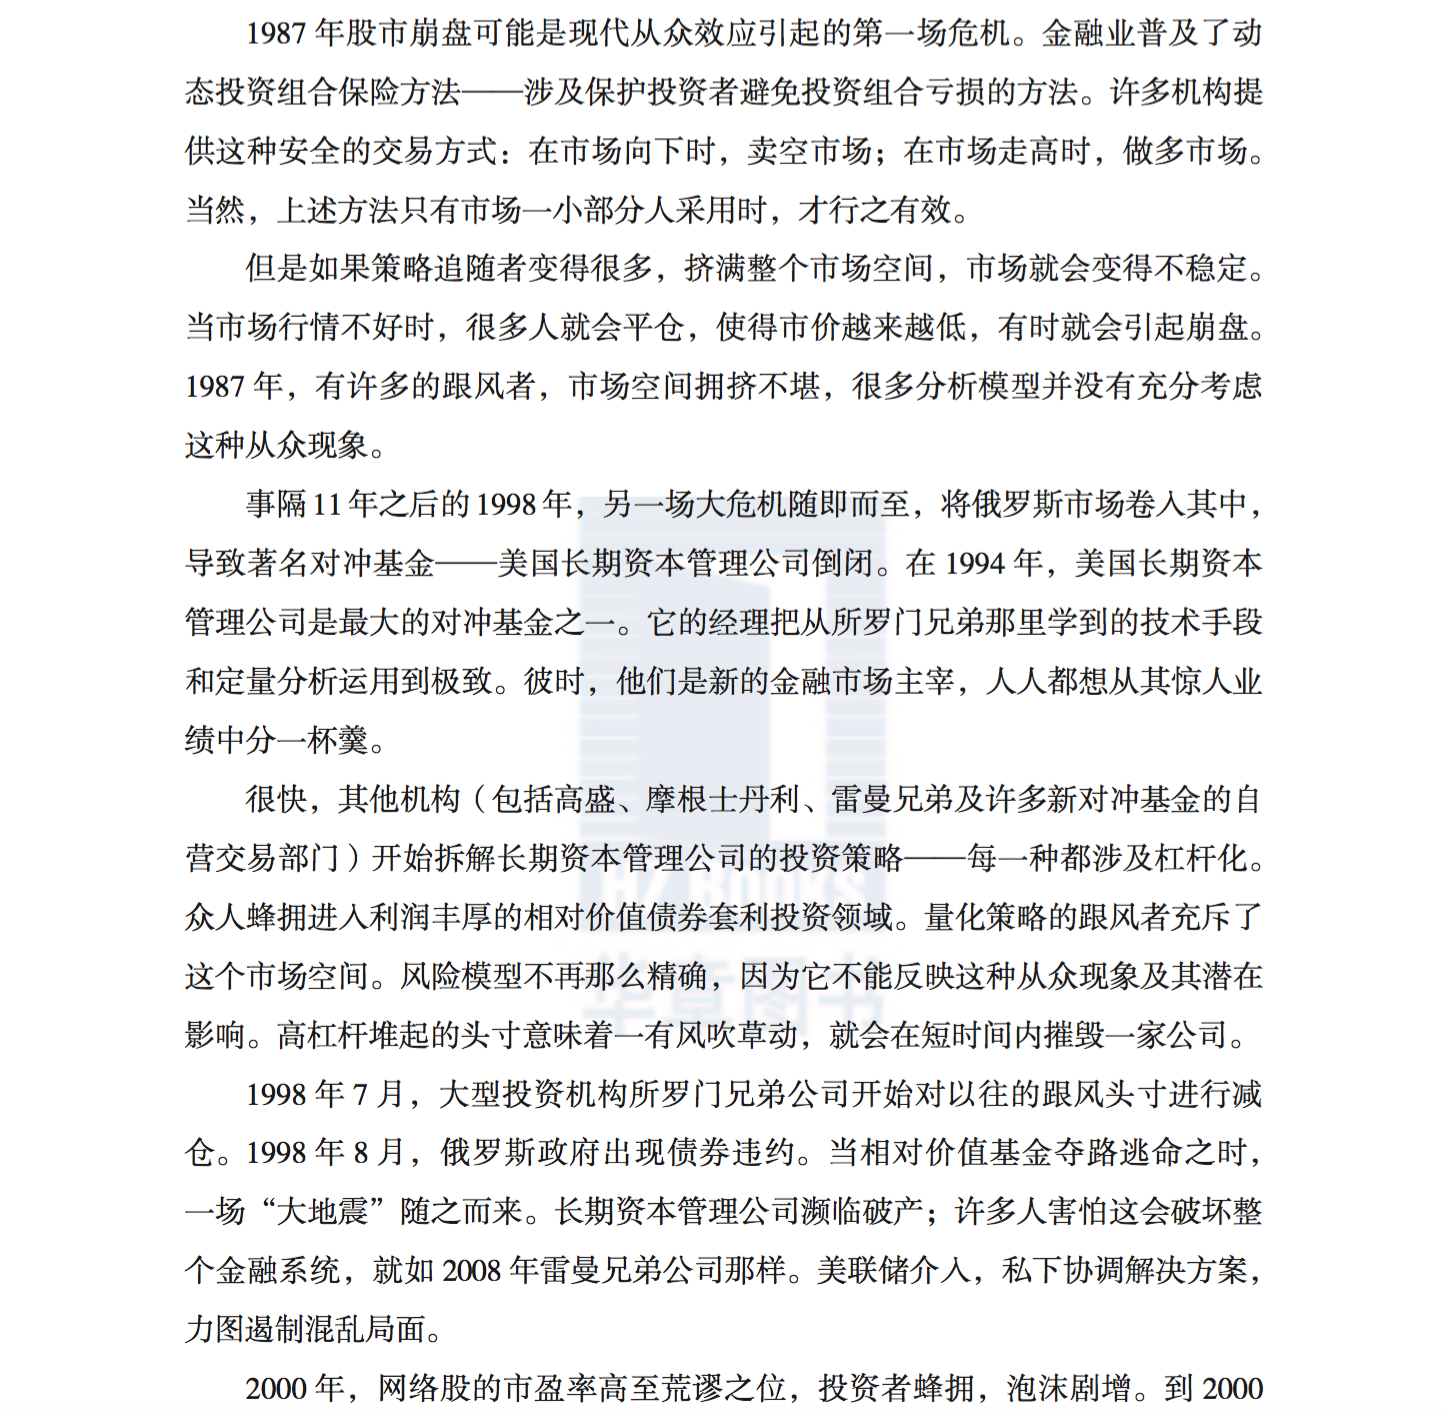 1987 年股市崩盘可能是现代从众效应引起的第一场危机。金融业普及了动
态投资组合保险方法——涉及保护投资者避免投资组合亏损的方法。许多机构提
供这种安全的交易方式：在市场向下时，卖空市场；在市场走高时，做多市场。
当然，上述方法只有市场一小部分人采用时，才行之有效。
但是如果策略追随者变得很多，挤满整个市场空间，市场就会变得不稳定。
当市场行情不好时，很多人就会平仓，使得市价越来越低，有时就会引起崩盘。
1987 年，有许多的跟风者，市场空间拥挤不堪，很多分析模型并没有充分考虑
这种从众现象。
事隔 11 年之后的 1998 年，另一场大危机随即而至，将俄罗斯市场卷入其中，
导致著名对冲基金——美国长期资本管理公司倒闭。在 1994 年，美国长期资本
管理公司是最大的对冲基金之一。它的经理把从所罗门兄弟那里学到的技术手段
和定量分析运用到极致。彼时，他们是新的金融市场主宰，人人都想从其惊人业
绩中分一杯羹。
很快，其他机构（包括高盛、摩根士丹利、雷曼兄弟及许多新对冲基金的自
营交易部门）开始拆解长期资本管理公司的投资策略——每一种都涉及杠杆化。
众人蜂拥进入利润丰厚的相对价值债券套利投资领域。量化策略的跟风者充斥了
这个市场空间。风险模型不再那么精确，因为它不能反映这种从众现象及其潜在
影响。高杠杆堆起的头寸意味着一有风吹草动，就会在短时间内摧毁一家公司。
1998 年 7 月，大型投资机构所罗门兄弟公司开始对以往的跟风头寸进行减
仓。1998 年 8 月，俄罗斯政府出现债券违约。当相对价值基金夺路逃命之时，
一场“大地震”随之而来。长期资本管理公司濒临破产；许多人害怕这会破坏整
个金融系统，就如 2008 年雷曼兄弟公司那样。美联储介入，私下协调解决方案，
力图遏制混乱局面。
2000 年，网络股的市盈率高至荒谬之位，投资者蜂拥，泡沫剧增。到 2000
HZ BOOKS
华章图书